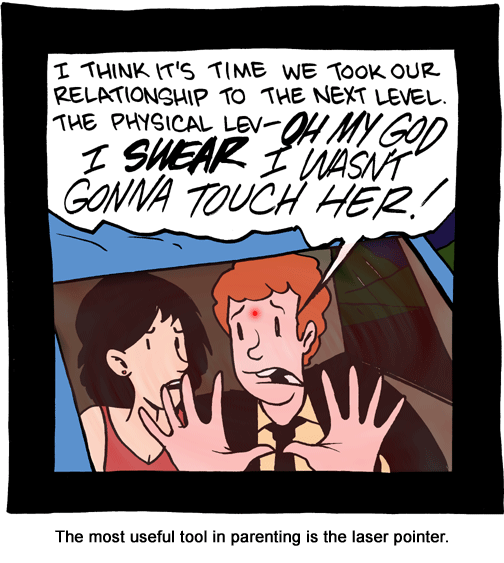 I THINK IT'S TIME WE TOOK OUR
RELATIONSHIP TO THE NEXT LEVEL.
THE PHYSICAL LEV-OH MY GOD
I SWEAR I WASN'T
GONNA TOUCH HER!
The most useful tool in parenting is the laser pointer.